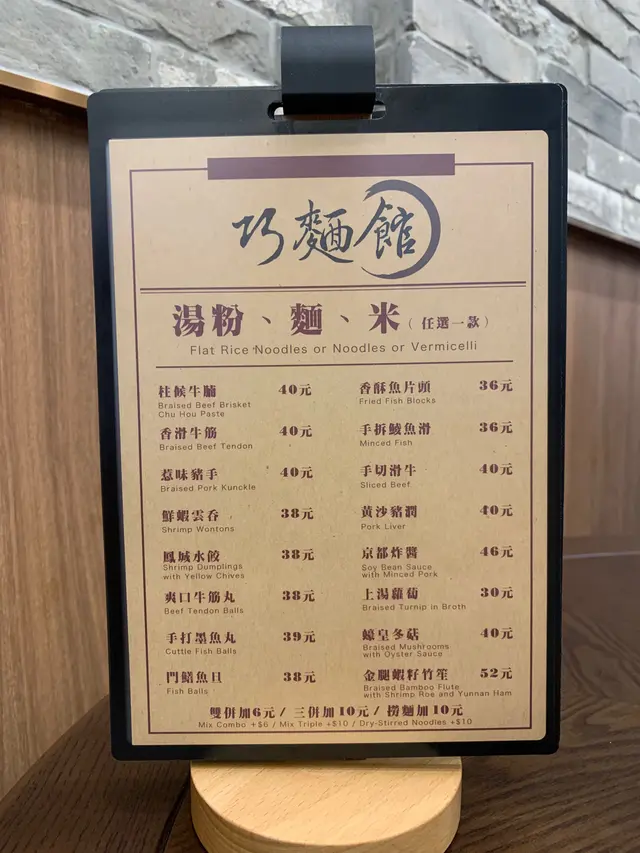 巧麵館
湯粉、麵、米（任選一款）
Flat Rice Noodles or Noodles or Vermicelli
柱候牛腩 40元
Braised Beef Brisket
Chu Hou Paste
香滑牛筋 40元
Braised Beef Tendon
惹味豬手 40元
Braised Pork Kunckle
鮮蝦雲吞 38元
Shrimp Wontons
鳳城水餃 38元
Shrimp Dumplings
with Yellow Chives
爽口牛筋丸 38元
Beef Tendon Balls
手打墨魚丸 39元
Cuttle Fish Balls
門鱔魚旦 38元
Fish Balls
香酥魚片頭 36元
Fried Fish Blocks
手拆鯪魚滑 36元
Minced Fish
手切滑牛 40元
Sliced Beef
黃沙豬潤 40元
Pork Liver
京都炸醬 46元
Soy Bean Sauce
with Minced Pork
上湯蘿蔔 30元
Braised Turnip in Broth
蠔皇冬菇 40元
Braised Mushrooms
with Oyster Sauce
金腿蝦籽竹笙 52元
Braised Bamboo Flute
with Shrimp Roe and Yunnan Ham
雙併加6元 / 三併加10元 / 撈麵加10元
Mix Combo +$6 / Mix Triple +$10 / Dry-Stirred Noodles +$10